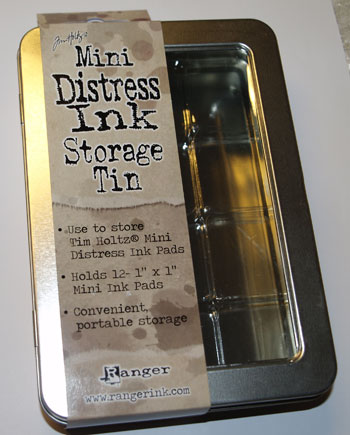 Tim Holtz®
Mini
Distress
Ink
Storage
Tin
• Use to store
Tim Holtz® Mini
Distress Ink Pads
• Holds 12- 1" x 1"
Mini Ink Pads
• Convenient,
portable storage
Ranger
www.rangerink.com